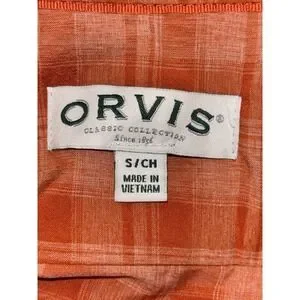 ORVIS®
CLASSIC COLLECTION
Since 1856
S/CH
MADE IN
VIETNAM